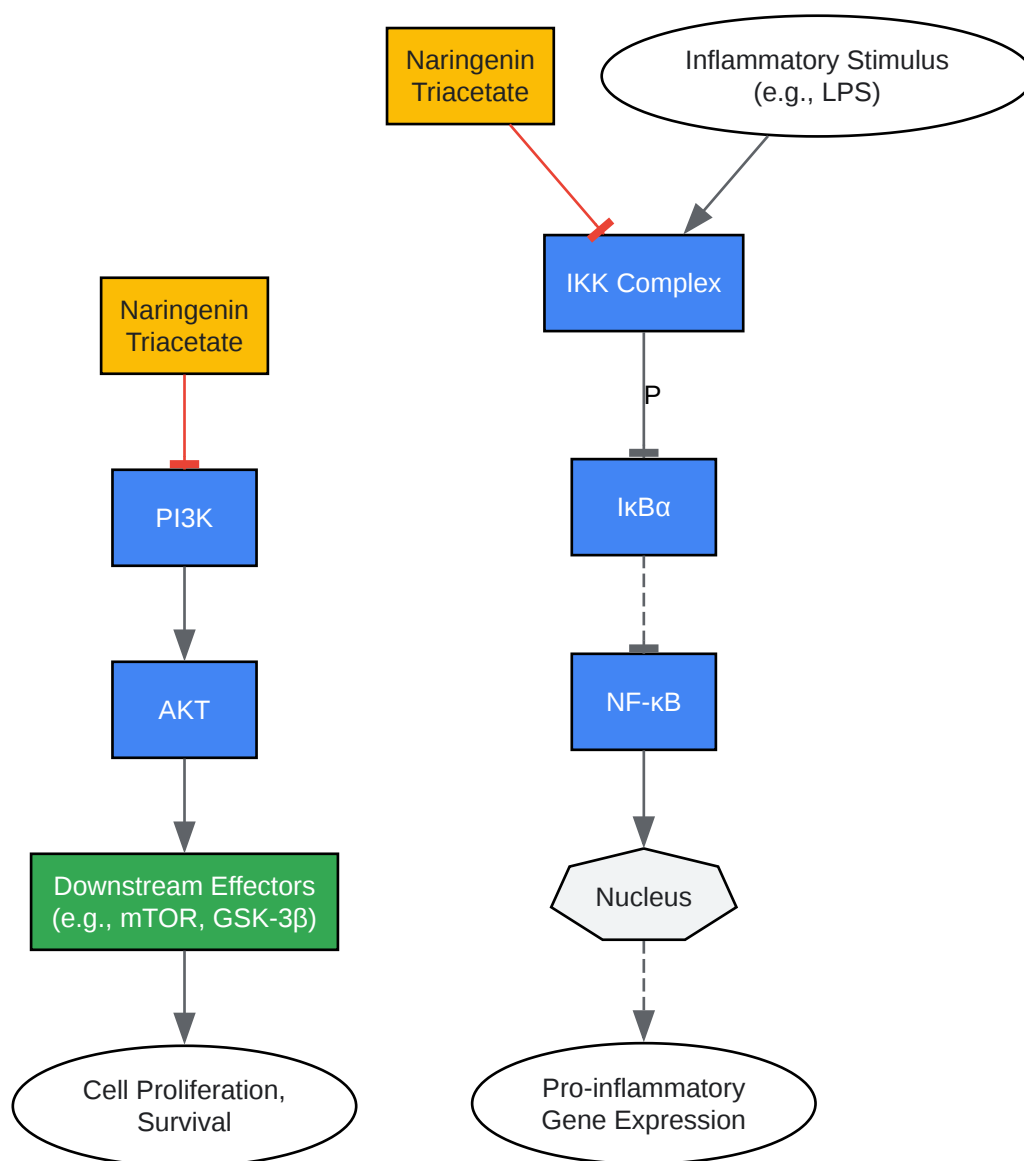 Naringenin
Triacetate
Inflammatory Stimulus
(e.g., LPS)
IKK Complex
P
IκBα
NF-κB
Nucleus
Pro-inflammatory
Gene Expression
Naringenin
Triacetate
PI3K
AKT
Downstream Effectors
(e.g., mTOR, GSK-3β)
Cell Proliferation,
Survival